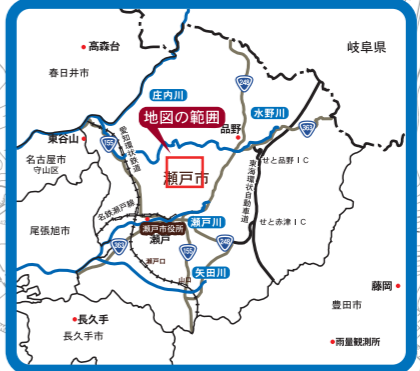 高森台
春日井市
岐阜県
248
庄内川
地図の範囲
水野川
品野
363
東谷山
155
愛知環状鉄道
名古屋市
守山区
せと品野IC
瀬戸市
東海環状自動車道
尾張旭市
名鉄瀬戸線
瀬戸川
せと赤津IC
瀬戸市役所
瀬戸
363
248
155
瀬戸口
矢田川
山口
藤岡
豊田市
長久手
長久手市
雨量観測所